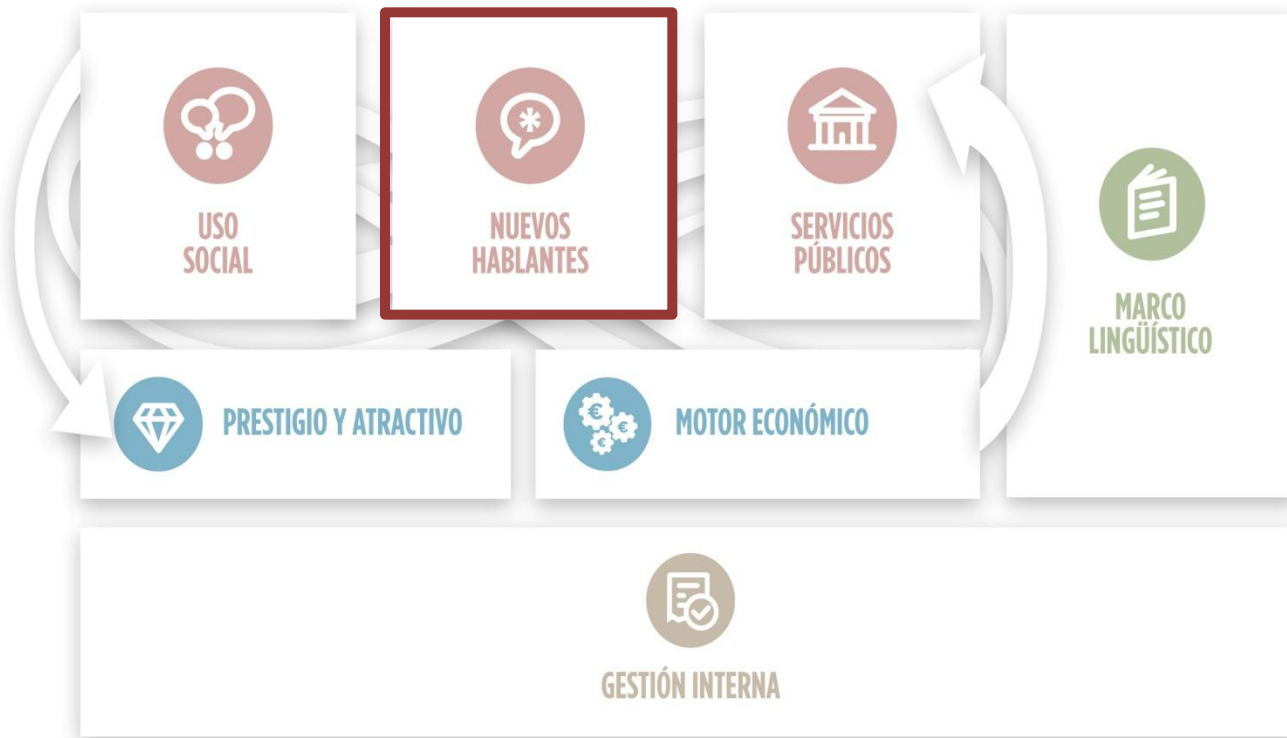 USO
SOCIAL
NUEVOS
HABLANTES
SERVICIOS
PÚBLICOS
MARCO
LINGÜÍSTICO
PRESTIGIO Y ATRACTIVO
MOTOR ECONÓMICO
GESTIÓN INTERNA